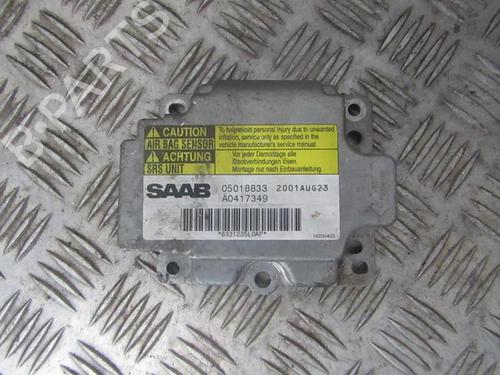 CAUTION
AIR BAG SENSOR
ACHTUNG
SRS UNIT
To help avoid personal injury due to unwanted
inflation, service only as specified in the
vehicle manufacturer's service manual.
Vor jeder Demontage alle
Steckverbindungen lösen.
Montage nur nach Einbauanleitung.
SAAB
05018833 2001AUG23
A0417349
*8331235L0AF*
16200403
B-PARTS